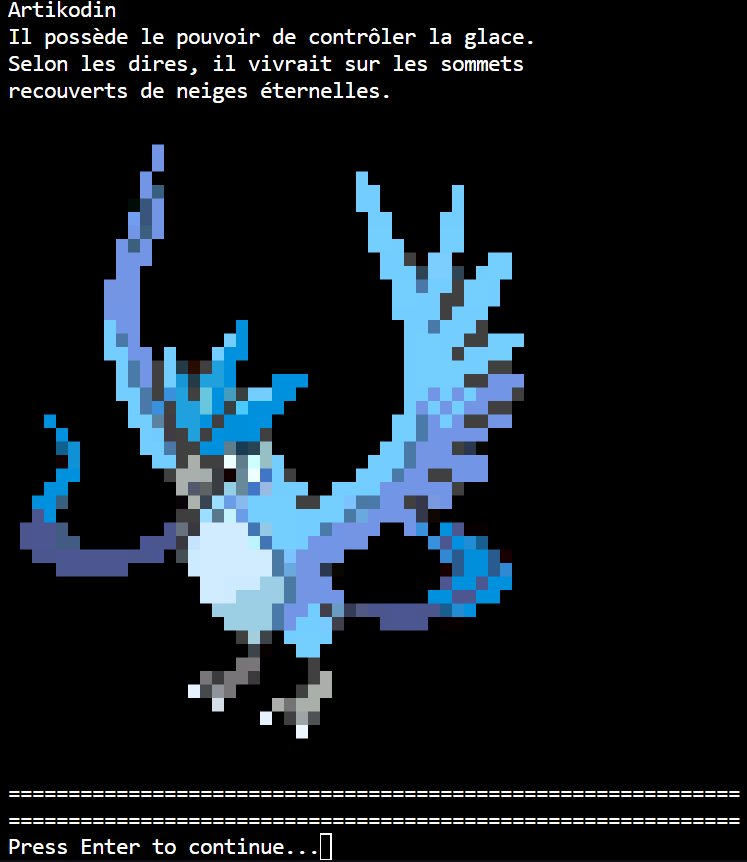 Artikodin
Il possède le pouvoir de contrôler la glace.
Selon les dires, il vivrait sur les sommets
recouverts de neiges éternelles.
=============================================================
=============================================================
Press Enter to continue...